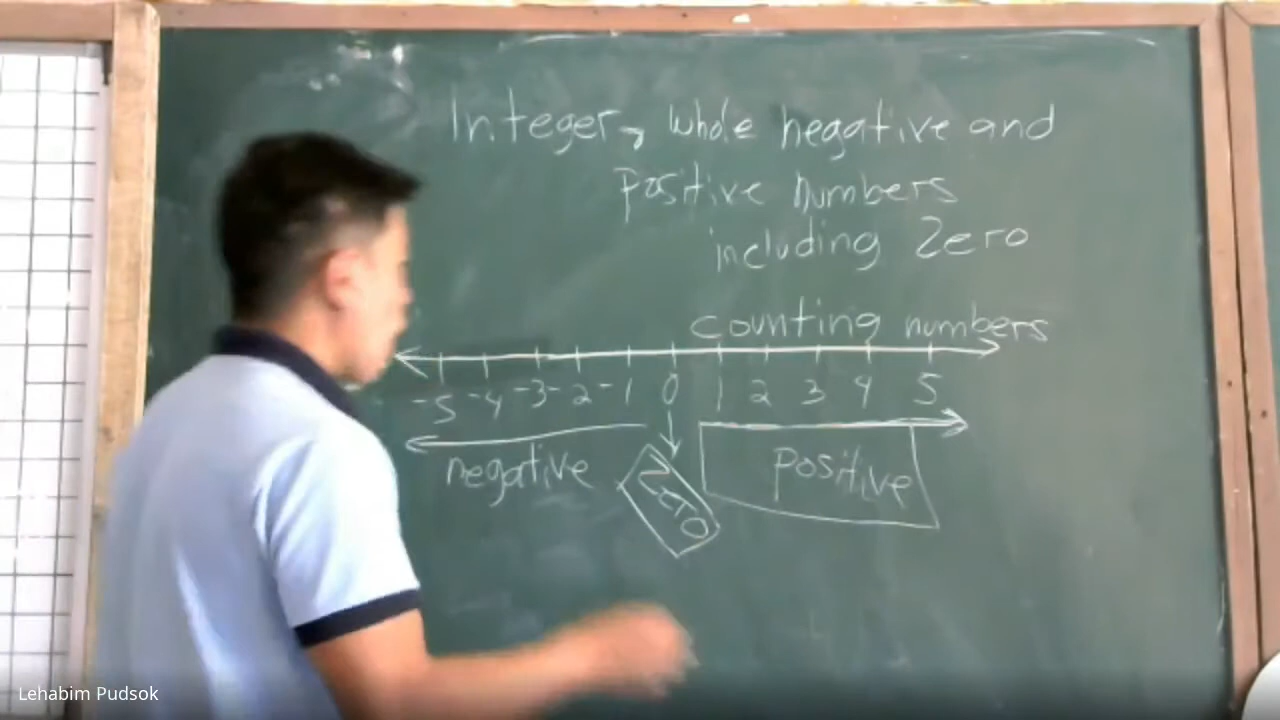 Integer, whole negative and
positive numbers
including Zero
counting numbers
-5 -4 -3 -2 -1 0 1 2 3 4 5
negative
Zero
positive
Lehabim Pudsok